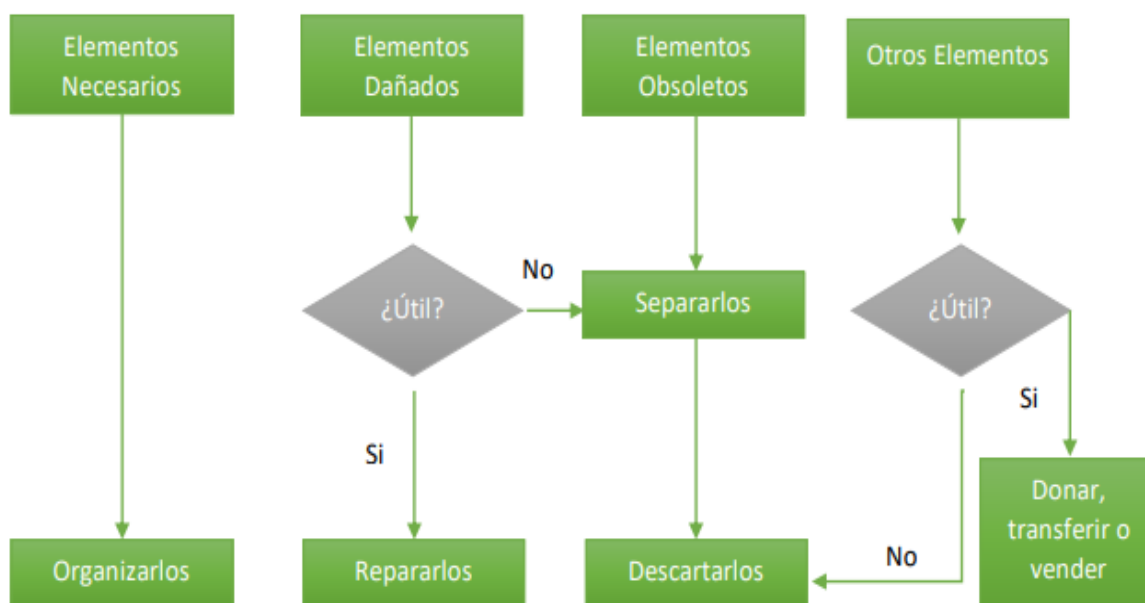 Elementos
Necesarios
Elementos
Dañados
Elementos
Obsoletos
Otros Elementos
¿Útil?
No
Separarlos
¿Útil?
Si
Si
Organizarlos
Repararlos
Descartarlos
No
Donar,
transferir o
vender